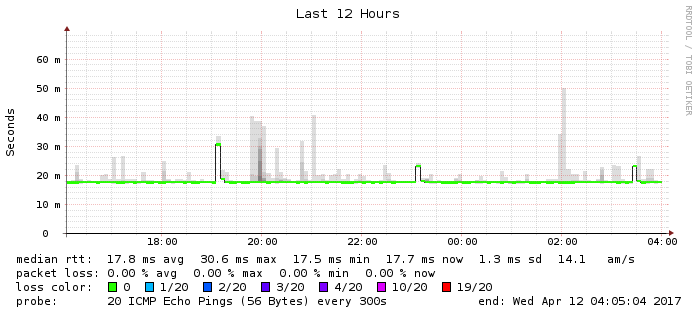 Last 12 Hours
RRDTOOL / TOBI OETIKER
Seconds
60 m
50 m
40 m
30 m
20 m
10 m
0
18:00 20:00 22:00 00:00 02:00 04:00
median rtt: 17.8 ms avg 30.6 ms max 17.5 ms min 17.7 ms now 1.3 ms sd 14.1 am/s
packet loss: 0.00 % avg 0.00 % max 0.00 % min 0.00 % now
loss color: 0 1/20 2/20 3/20 4/20 10/20 19/20
probe: 20 ICMP Echo Pings (56 Bytes) every 300s end: Wed Apr 12 04:05:04 2017